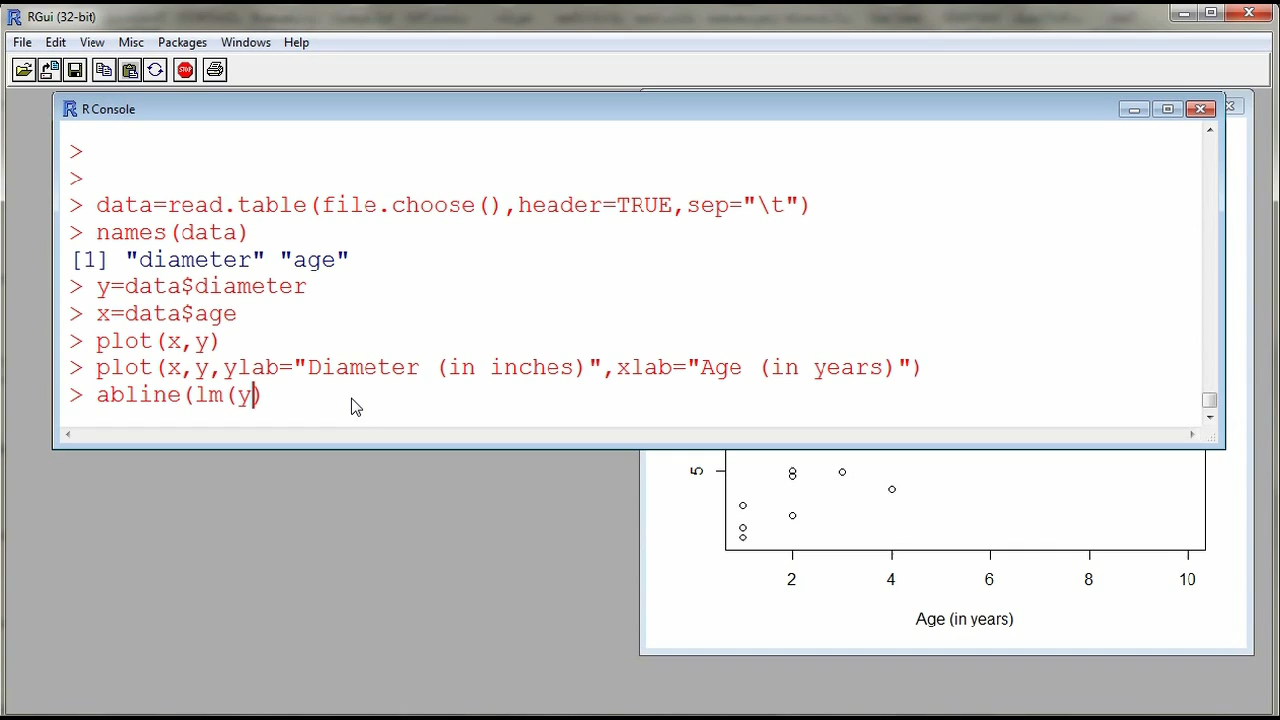 RGui (32-bit)
File Edit View Misc Packages Windows Help
STOP
R Console
>
>
> data=read.table(file.choose(),header=TRUE,sep="\t")
> names(data)
[1] "diameter" "age"
> y=data$diameter
> x=data$age
> plot(x,y)
> plot(x,y,ylab="Diameter (in inches)",xlab="Age (in years)")
> abline(lm(y)
5
2 4 6 8 10
Age (in years)